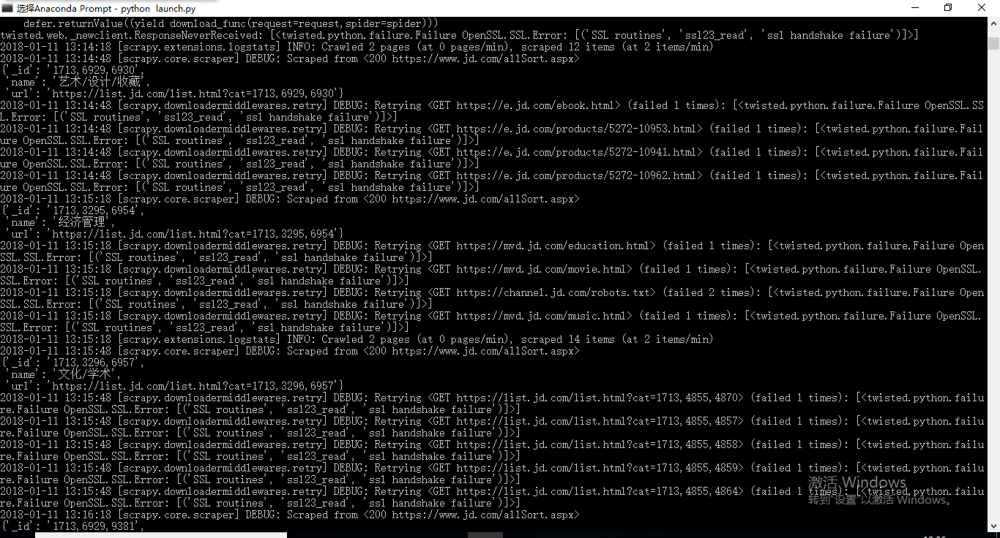 选择Anaconda Prompt - python  launch.py
    defer.returnValue((yield download_func(request=request,spider=spider)))
twisted.web._newclient.ResponseNeverReceived: [<twisted.python.failure.Failure OpenSSL.SSL.Error: [('SSL routines', 'ssl23_read', 'ssl handshake failure')]>]
2018-01-11 13:14:18 [scrapy.extensions.logstats] INFO: Crawled 2 pages (at 0 pages/min), scraped 12 items (at 2 items/min)
2018-01-11 13:14:48 [scrapy.core.scraper] DEBUG: Scraped from <200 https://www.jd.com/allSort.aspx>
{'_id': '1713,6929,6930',
 'name': '艺术/设计/收藏',
 'url': 'https://list.jd.com/list.html?cat=1713,6929,6930'}
2018-01-11 13:14:48 [scrapy.downloadermiddlewares.retry] DEBUG: Retrying <GET https://e.jd.com/ebook.html> (failed 1 times): [<twisted.python.failure.Failure OpenSSL.SS
L.Error: [('SSL routines', 'ssl23_read', 'ssl handshake failure')]>]
2018-01-11 13:14:48 [scrapy.downloadermiddlewares.retry] DEBUG: Retrying <GET https://e.jd.com/products/5272-10953.html> (failed 1 times): [<twisted.python.failure.Fail
ure OpenSSL.SSL.Error: [('SSL routines', 'ssl23_read', 'ssl handshake failure')]>]
2018-01-11 13:14:48 [scrapy.downloadermiddlewares.retry] DEBUG: Retrying <GET https://e.jd.com/products/5272-10941.html> (failed 1 times): [<twisted.python.failure.Fail
ure OpenSSL.SSL.Error: [('SSL routines', 'ssl23_read', 'ssl handshake failure')]>]
2018-01-11 13:14:48 [scrapy.downloadermiddlewares.retry] DEBUG: Retrying <GET https://e.jd.com/products/5272-10962.html> (failed 1 times): [<twisted.python.failure.Fail
ure OpenSSL.SSL.Error: [('SSL routines', 'ssl23_read', 'ssl handshake failure')]>]
2018-01-11 13:15:18 [scrapy.core.scraper] DEBUG: Scraped from <200 https://www.jd.com/allSort.aspx>
{'_id': '1713,3295,6954',
 'name': '经济管理',
 'url': 'https://list.jd.com/list.html?cat=1713,3295,6954'}
2018-01-11 13:15:18 [scrapy.downloadermiddlewares.retry] DEBUG: Retrying <GET https://mvd.jd.com/education.html> (failed 1 times): [<twisted.python.failure.Failure Open
SSL.SSL.Error: [('SSL routines', 'ssl23_read', 'ssl handshake failure')]>]
2018-01-11 13:15:18 [scrapy.downloadermiddlewares.retry] DEBUG: Retrying <GET https://mvd.jd.com/movie.html> (failed 1 times): [<twisted.python.failure.Failure OpenSSL.
SSL.Error: [('SSL routines', 'ssl23_read', 'ssl handshake failure')]>]
2018-01-11 13:15:18 [scrapy.downloadermiddlewares.retry] DEBUG: Retrying <GET https://channel.jd.com/robots.txt> (failed 2 times): [<twisted.python.failure.Failure Open
SSL.SSL.Error: [('SSL routines', 'ssl23_read', 'ssl handshake failure')]>]
2018-01-11 13:15:18 [scrapy.downloadermiddlewares.retry] DEBUG: Retrying <GET https://mvd.jd.com/music.html> (failed 1 times): [<twisted.python.failure.Failure OpenSSL.
SSL.Error: [('SSL routines', 'ssl23_read', 'ssl handshake failure')]>]
2018-01-11 13:15:18 [scrapy.extensions.logstats] INFO: Crawled 2 pages (at 0 pages/min), scraped 14 items (at 2 items/min)
2018-01-11 13:15:48 [scrapy.core.scraper] DEBUG: Scraped from <200 https://www.jd.com/allSort.aspx>
{'_id': '1713,3296,6957',
 'name': '文化/学术',
 'url': 'https://list.jd.com/list.html?cat=1713,3296,6957'}
2018-01-11 13:15:48 [scrapy.downloadermiddlewares.retry] DEBUG: Retrying <GET https://list.jd.com/list.html?cat=1713,4855,4870> (failed 1 times): [<twisted.python.failu
re.Failure OpenSSL.SSL.Error: [('SSL routines', 'ssl23_read', 'ssl handshake failure')]>]
2018-01-11 13:15:48 [scrapy.downloadermiddlewares.retry] DEBUG: Retrying <GET https://list.jd.com/list.html?cat=1713,4855,4857> (failed 1 times): [<twisted.python.failu
re.Failure OpenSSL.SSL.Error: [('SSL routines', 'ssl23_read', 'ssl handshake failure')]>]
2018-01-11 13:15:48 [scrapy.downloadermiddlewares.retry] DEBUG: Retrying <GET https://list.jd.com/list.html?cat=1713,4855,4858> (failed 1 times): [<twisted.python.failu
re.Failure OpenSSL.SSL.Error: [('SSL routines', 'ssl23_read', 'ssl handshake failure')]>]
2018-01-11 13:15:48 [scrapy.downloadermiddlewares.retry] DEBUG: Retrying <GET https://list.jd.com/list.html?cat=1713,4855,4859> (failed 1 times): [<twisted.python.failu
re.Failure OpenSSL.SSL.Error: [('SSL routines', 'ssl23_read', 'ssl handshake failure')]>]
2018-01-11 13:15:48 [scrapy.downloadermiddlewares.retry] DEBUG: Retrying <GET https://list.jd.com/list.html?cat=1713,4855,4864> (failed 1 times): [<twisted.python.failu
re.Failure OpenSSL.SSL.Error: [('SSL routines', 'ssl23_read', 'ssl handshake failure')]>]
2018-01-11 13:16:18 [scrapy.core.scraper] DEBUG: Scraped from <200 https://www.jd.com/allSort.aspx>
{'_id': '1713,6929,9381',
激活 Windows
转到"设置"以激活 Windows。